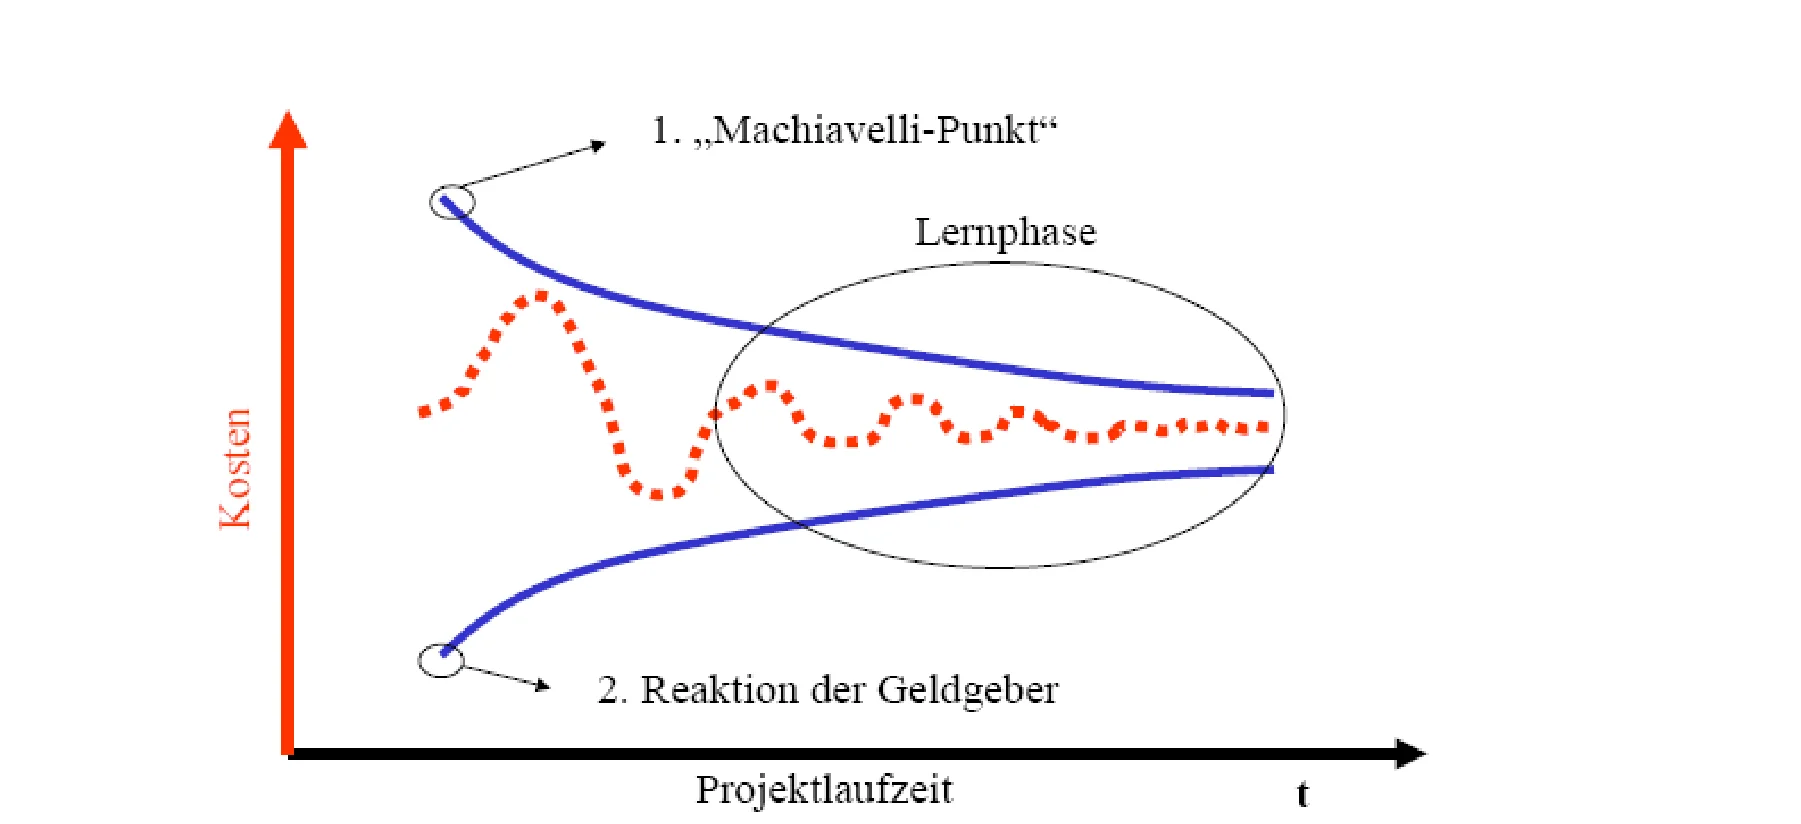 1. „Machiavelli-Punkt“
Lernphase
Kosten
2. Reaktion der Geldgeber
Projektlaufzeit
t